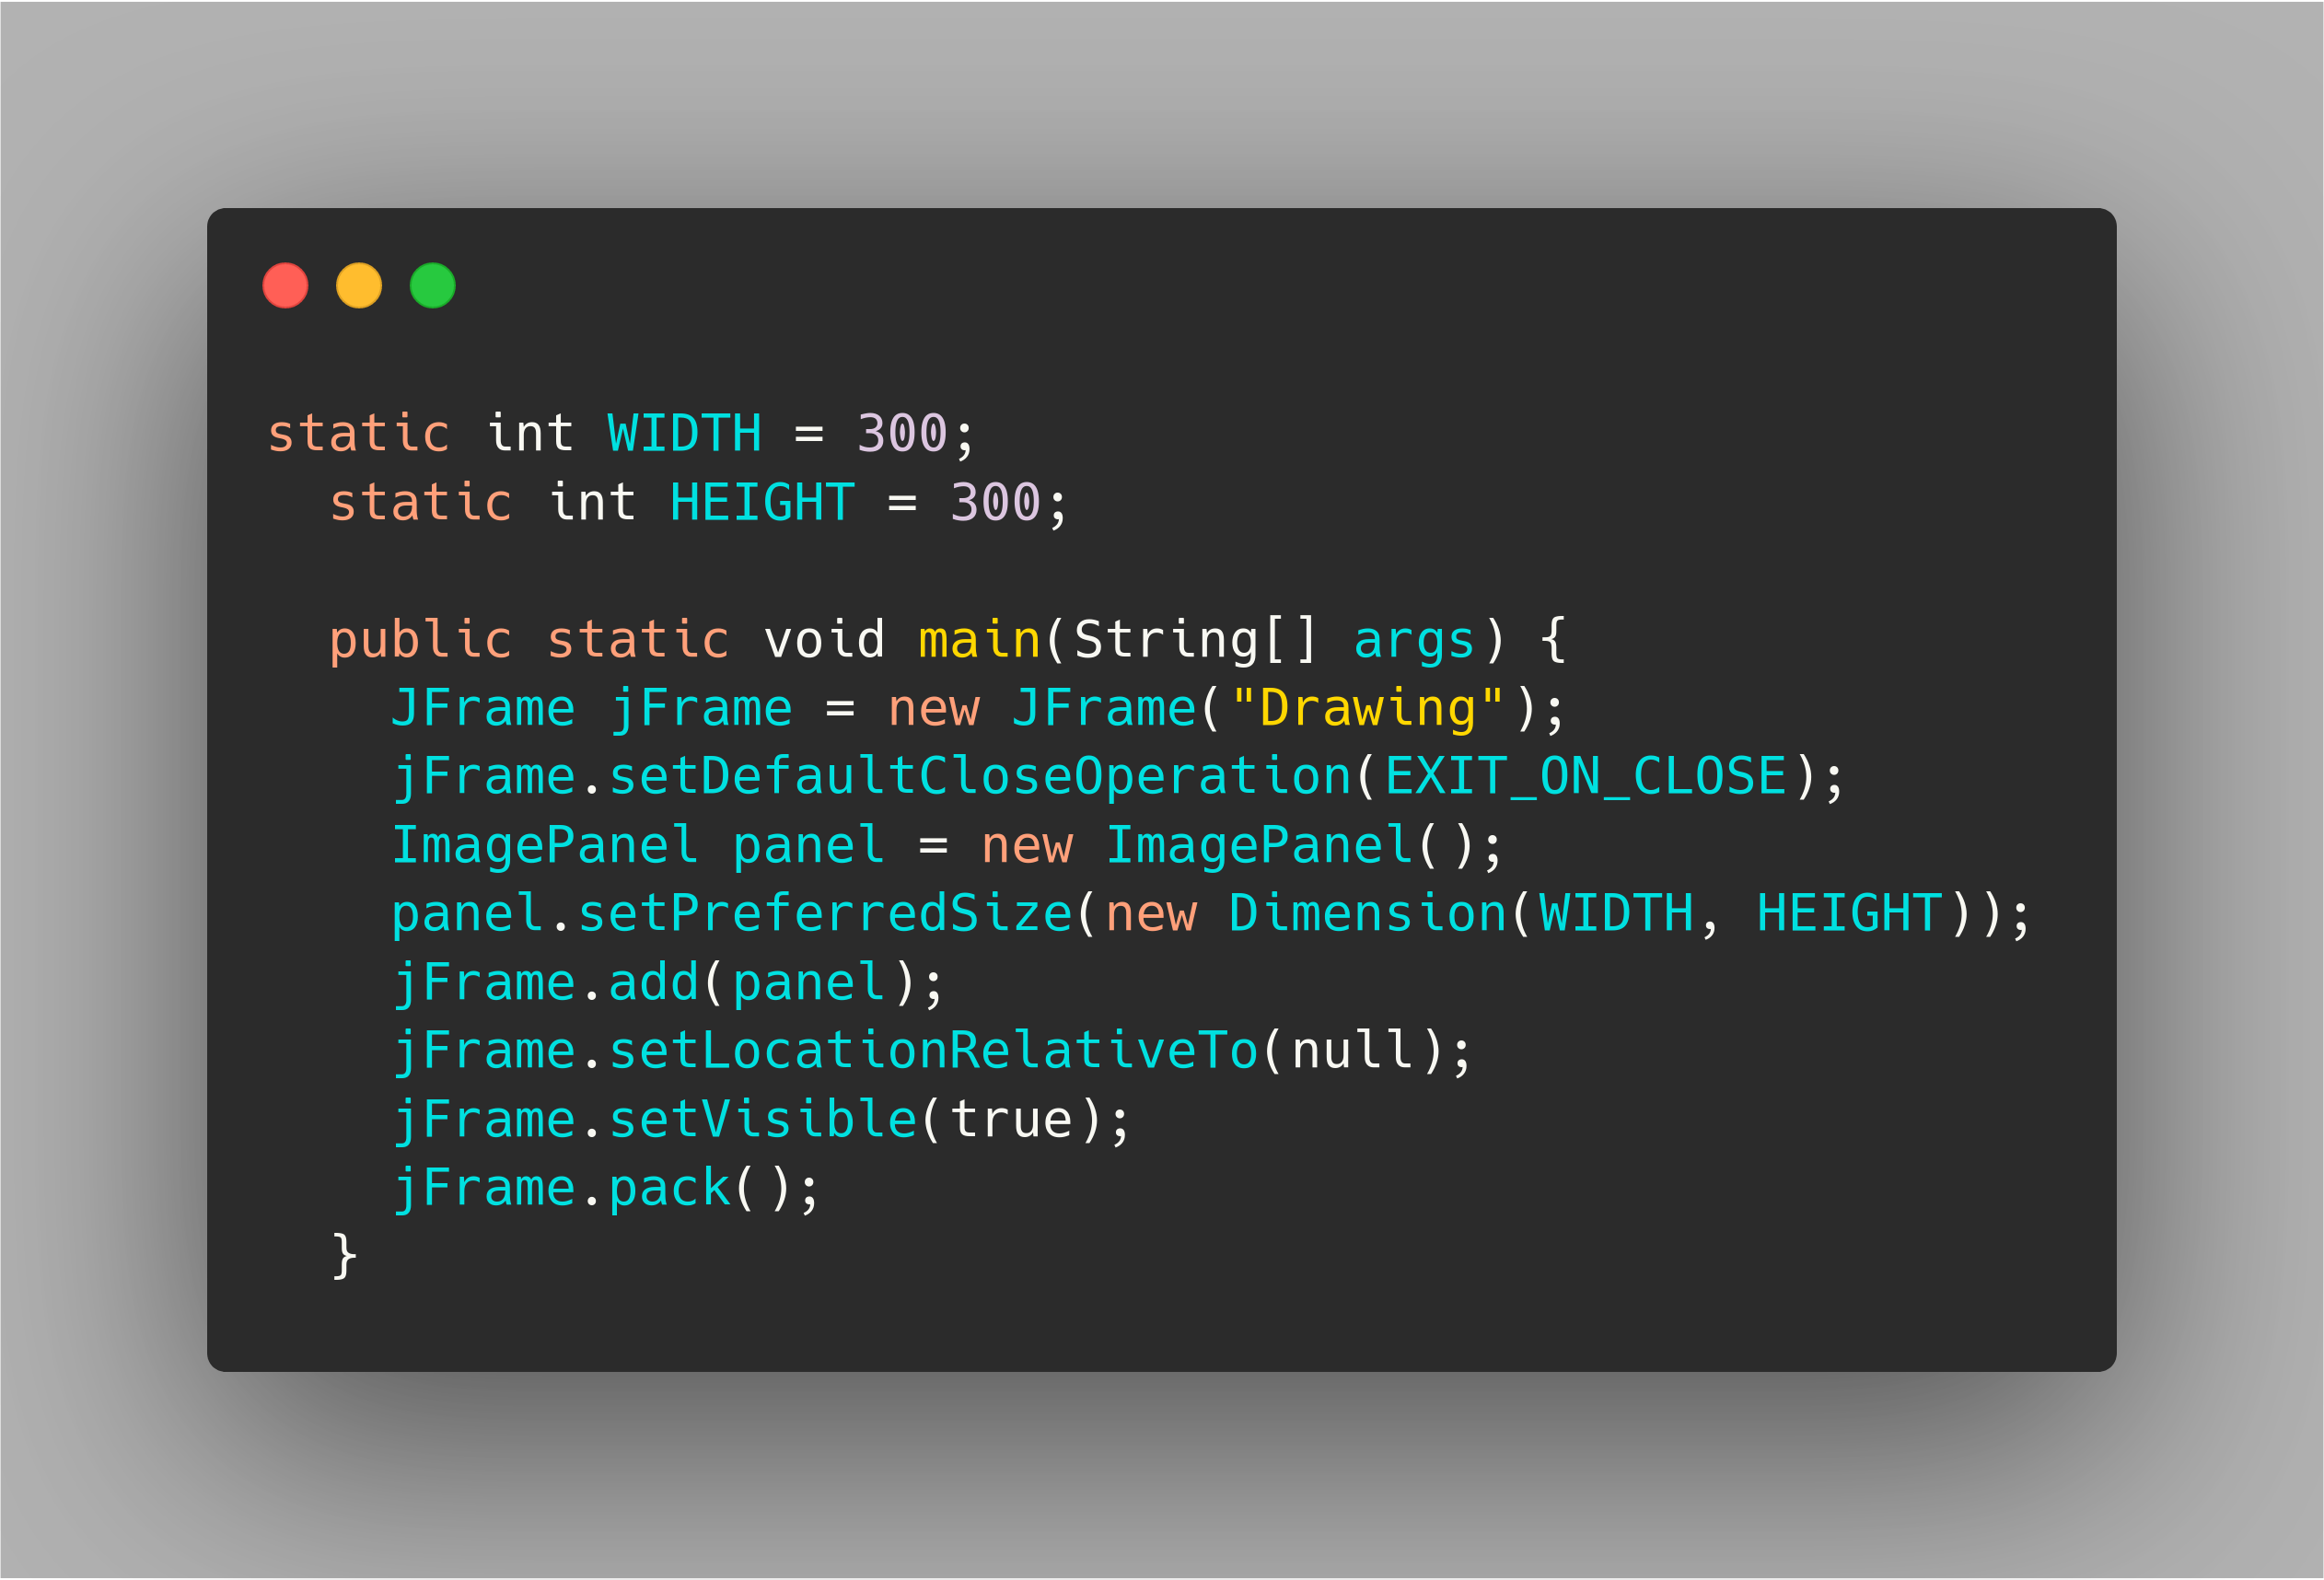 static int WIDTH = 300;
  static int HEIGHT = 300;

  public static void main(String[] args) {
    JFrame jFrame = new JFrame("Drawing");
    jFrame.setDefaultCloseOperation(EXIT_ON_CLOSE);
    ImagePanel panel = new ImagePanel();
    panel.setPreferredSize(new Dimension(WIDTH, HEIGHT));
    jFrame.add(panel);
    jFrame.setLocationRelativeTo(null);
    jFrame.setVisible(true);
    jFrame.pack();
  }